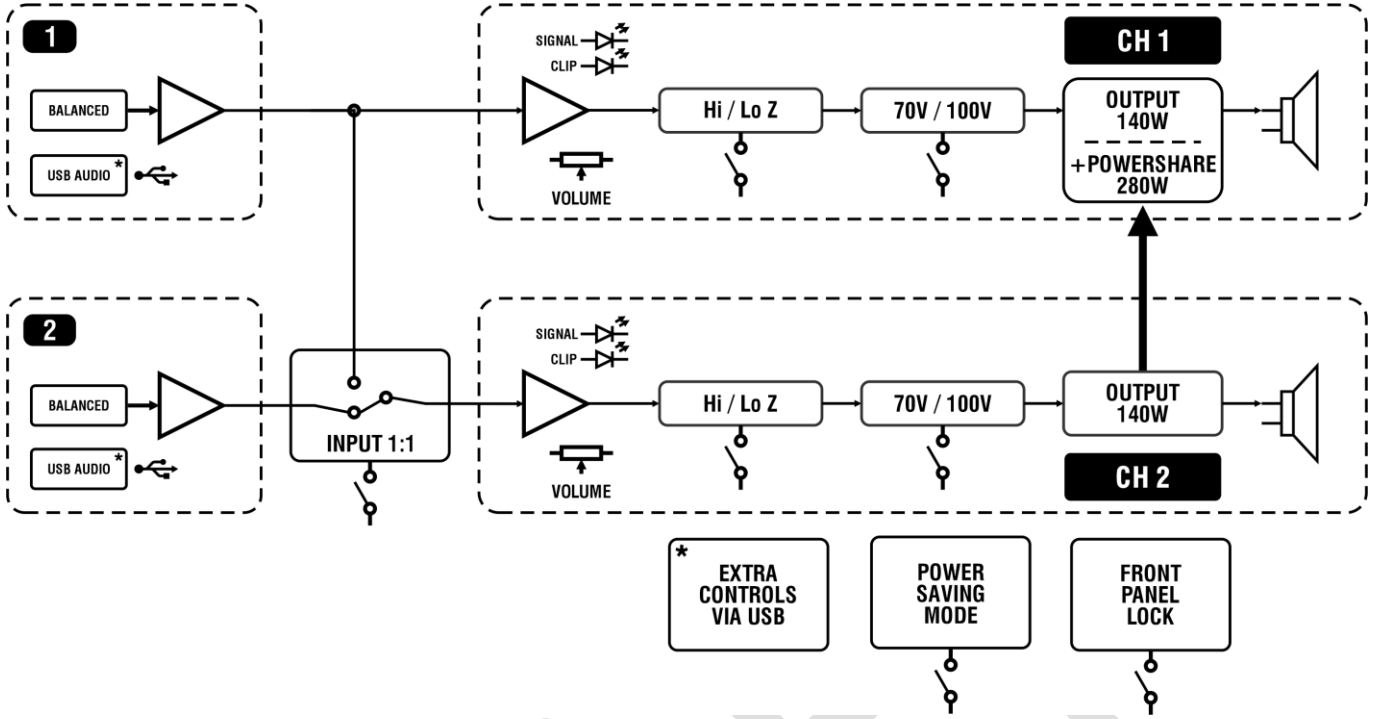 1
BALANCED
USB AUDIO *
SIGNAL
CLIP
VOLUME
Hi / Lo Z
70V / 100V
CH 1
OUTPUT
140W
+POWERSHARE
280W
2
BALANCED
USB AUDIO *
INPUT 1:1
SIGNAL
CLIP
VOLUME
Hi / Lo Z
70V / 100V
OUTPUT
140W
CH 2
*
EXTRA
CONTROLS
VIA USB
POWER
SAVING
MODE
FRONT
PANEL
LOCK